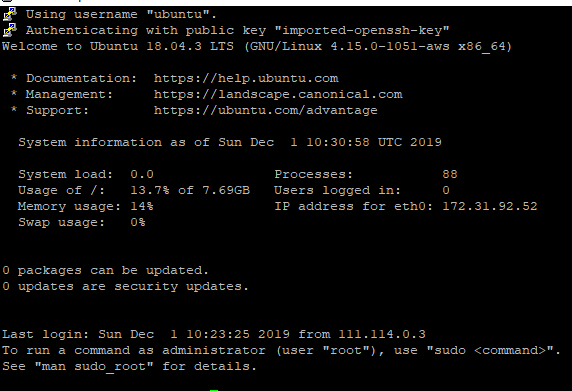 Using username "ubuntu".
Authenticating with public key "imported-openssh-key"
Welcome to Ubuntu 18.04.3 LTS (GNU/Linux 4.15.0-1051-aws x86_64)
* Documentation:  https://help.ubuntu.com
* Management:     https://landscape.canonical.com
* Support:        https://ubuntu.com/advantage
System information as of Sun Dec  1 10:30:58 UTC 2019
System load:  0.0               Processes:           88
Usage of /:   13.7% of 7.69GB   Users logged in:     0
Memory usage: 14%               IP address for eth0: 172.31.92.52
Swap usage:   0%
0 packages can be updated.
0 updates are security updates.
Last login: Sun Dec  1 10:23:25 2019 from 111.114.0.3
To run a command as administrator (user "root"), use "sudo <command>".
See "man sudo_root" for details.